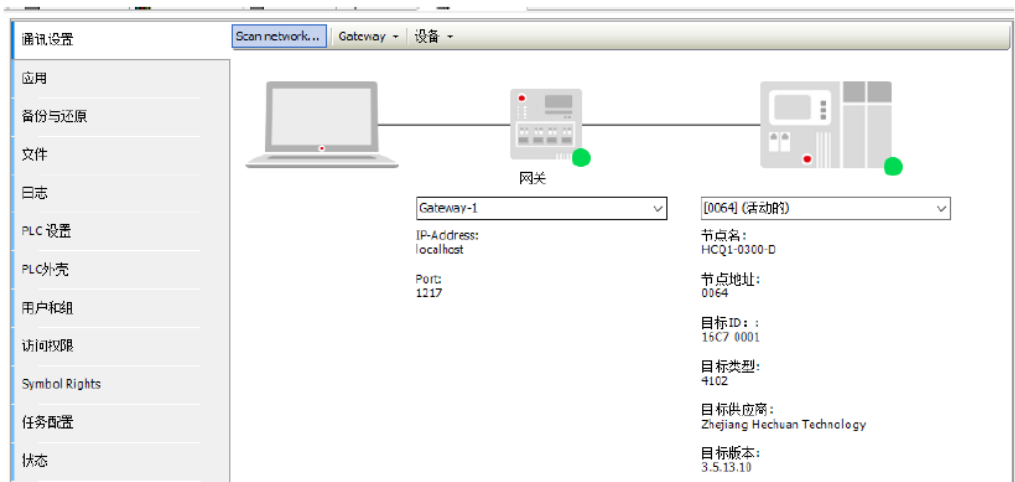 通讯设置
应用
备份与还原
文件
日志
PLC 设置
PLC外壳
用户和组
访问权限
Symbol Rights
任务配置
状态
Scan network... Gateway 设备
网关
Gateway-1
IP-Address:
localhost
Port:
1217
[0064] (活动的)
节点名:
HCQ1-0300-D
节点地址:
0064
目标ID: :
16C7 0001
目标类型:
4102
目标供应商:
Zhejiang Hechuan Technology
目标版本:
3.5.13.10